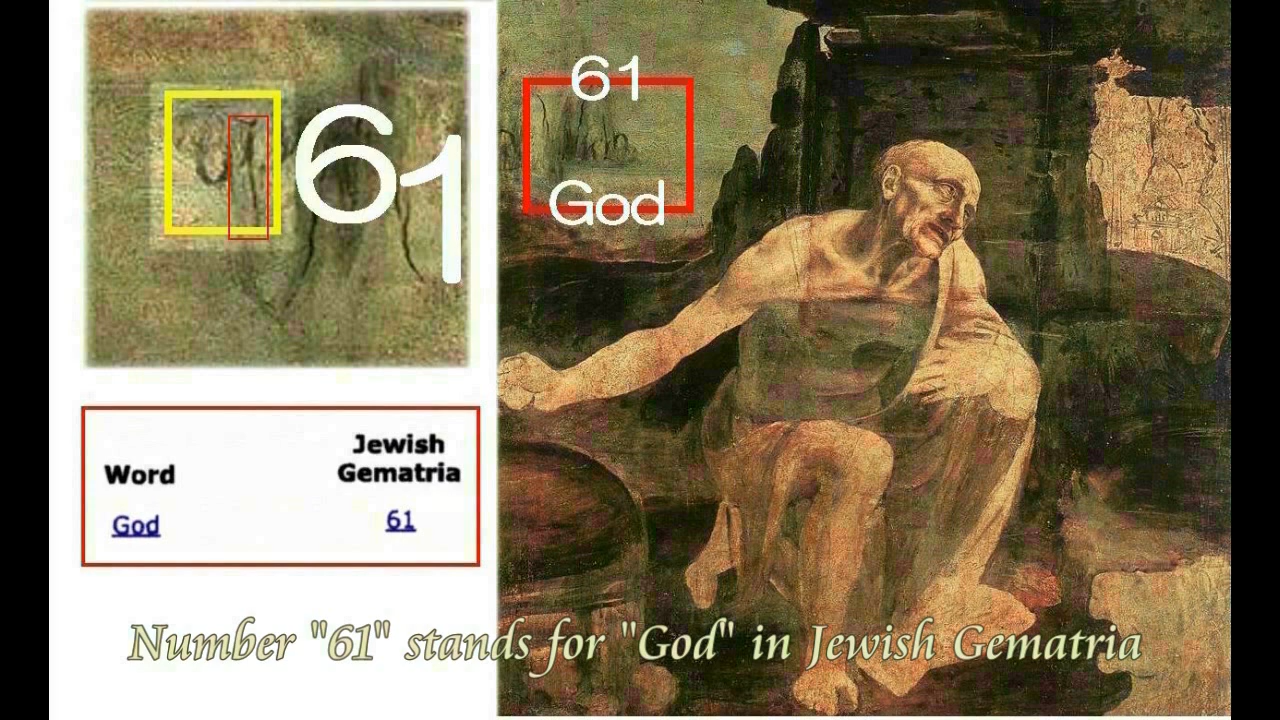 61
61
God
Jewish
Word Gematria
God 61
Number "61" stands for "God" in Jewish Gematria